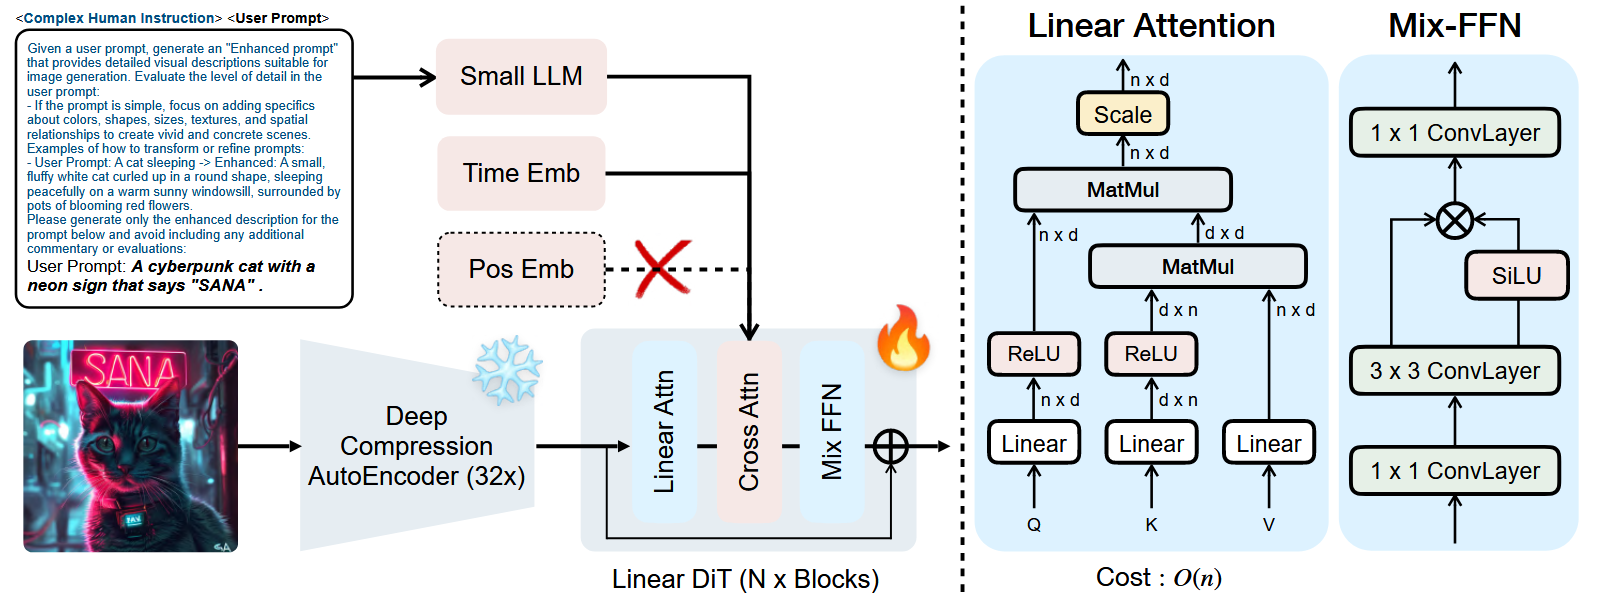 <Complex Human Instruction> <User Prompt>
Given a user prompt, generate an "Enhanced prompt"
that provides detailed visual descriptions suitable for
image generation. Evaluate the level of detail in the
user prompt:
- If the prompt is simple, focus on adding specifics
about colors, shapes, sizes, textures, and spatial
relationships to create vivid and concrete scenes.
Examples of how to transform or refine prompts:
- User Prompt: A cat sleeping -> Enhanced: A small,
fluffy white cat curled up in a round shape, sleeping
peacefully on a warm sunny windowsill, surrounded by
pots of blooming red flowers.
Please generate only the enhanced description for the
prompt below and avoid including any additional
commentary or evaluations:
User Prompt: A cyberpunk cat with a
neon sign that says "SANA" .
Small LLM
Time Emb
Pos Emb
SANA
Deep
Compression
AutoEncoder (32x)
Linear Attn
Cross Attn
Mix FFN
Linear DiT (N x Blocks)
Linear Attention
n x d
Scale
n x d
MatMul
n x d
d x d
MatMul
d x n
n x d
ReLU
ReLU
n x d
d x n
Linear
Linear
Linear
Q
K
V
Cost : O(n)
Mix-FFN
1 x 1 ConvLayer
SiLU
3 x 3 ConvLayer
1 x 1 ConvLayer